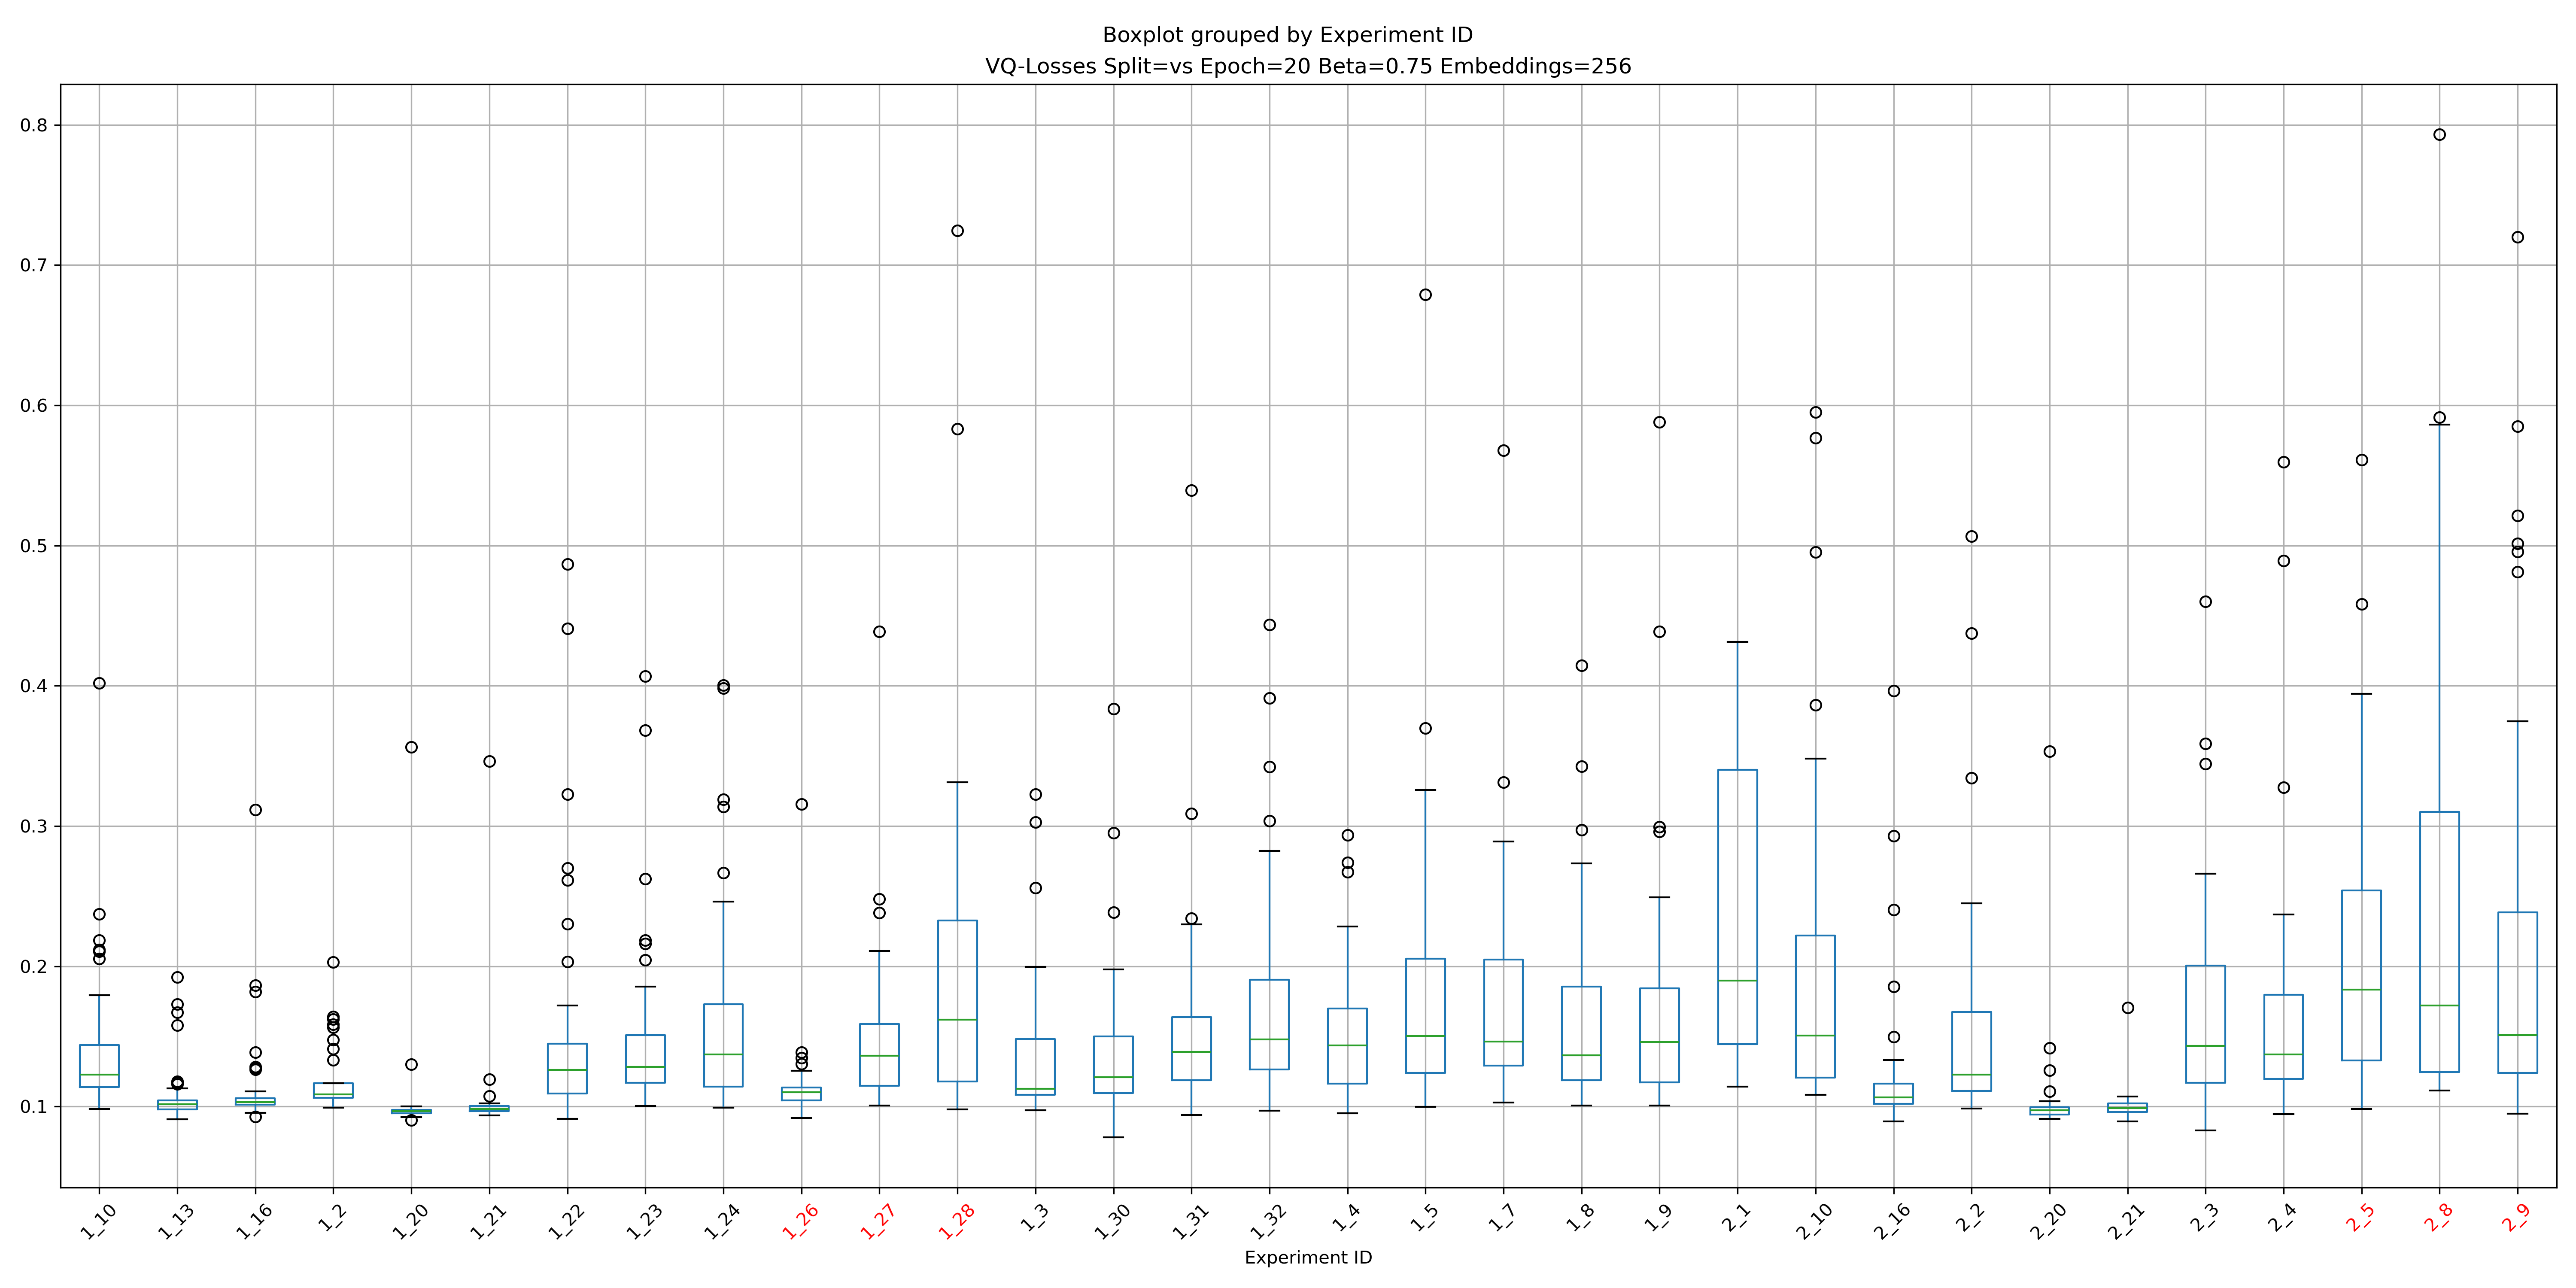 Boxplot grouped by Experiment ID
VQ-Losses Split=vs Epoch=20 Beta=0.75 Embeddings=256
0.8
0.7
0.6
0.5
0.4
0.3
0.2
0.1
1_10 1_13 1_16 1_2 1_20 1_21 1_22 1_23 1_24 1_26 1_27 1_28 1_3 1_30 1_31 1_32 1_4 1_5 1_7 1_8 1_9 2_1 2_10 2_16 2_2 2_20 2_21 2_3 2_4 2_5 2_8 2_9
Experiment ID